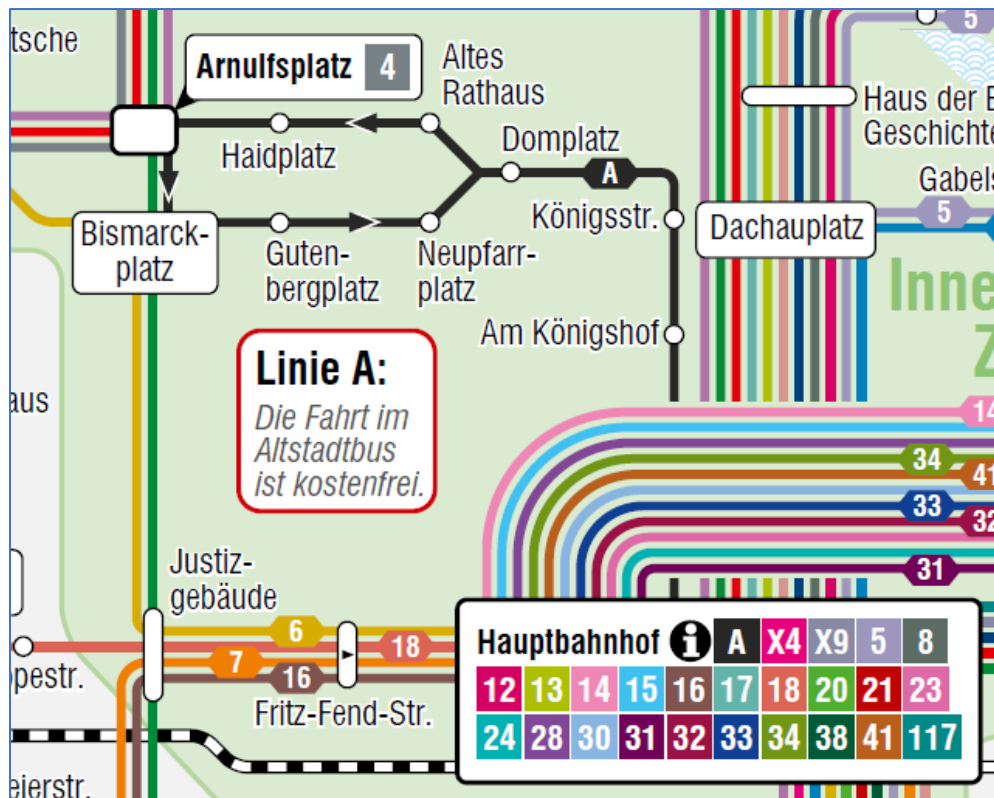 tsche
Arnulfsplatz 4
Altes
Rathaus
5
Haidplatz
Domplatz
A
Haus der B
Geschichte
Gabels
5
Königsstr.
Dachauplatz
Bismarck-
platz
Guten-
bergplatz
Neupfarr-
platz
Inne
Z
Am Königshof
Linie A:
Die Fahrt im
Altstadtbus
ist kostenfrei.
aus
14
34
41
33
32
31
Justiz-
gebäude
6
18
7
16
ppestr.
Fritz-Fend-Str.
Hauptbahnhof i A X4 X9 5 8
12 13 14 15 16 17 18 20 21 23
24 28 30 31 32 33 34 38 41 117
eierstr.